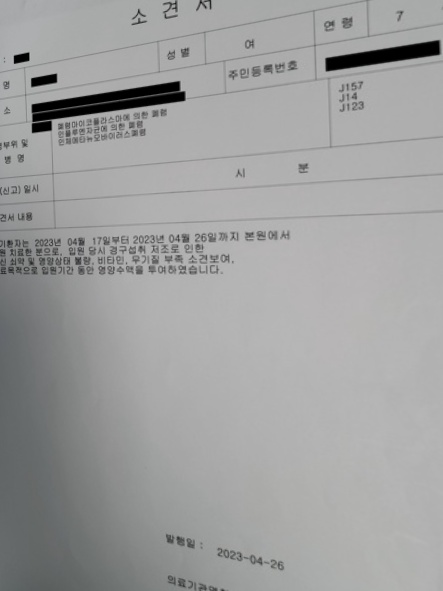 소 견 서
성 별 여 연 령 7
명 주민등록번호
소
부위 및 폐렴마이코플라스마에 의한 폐렴 J157
인플루엔자균에 의한 폐렴 J14
병 명 인체메타뉴모바이러스폐렴 J123
(신고) 일시 시 분
견서 내용
기환자는 2023년 04월 17일부터 2023년 04월 26일까지 본원에서
원 치료한 분으로, 입원 당시 경구섭취 저조로 인한
신 쇠약 및 영양상태 불량, 비타민, 무기질 부족 소견보여,
료목적으로 입원기간 동안 영양수액을 투여하였습니다.
발행일 : 2023-04-26
의료기관명